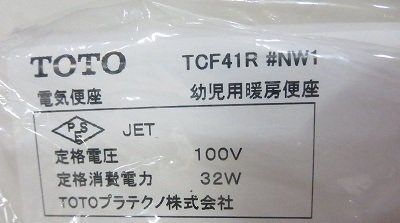 TOTO TCF41R #NW1
電気便座 幼児用暖房便座
PSE JET
定格電圧 100V
定格消費電力 32W
TOTOプラテクノ株式会社